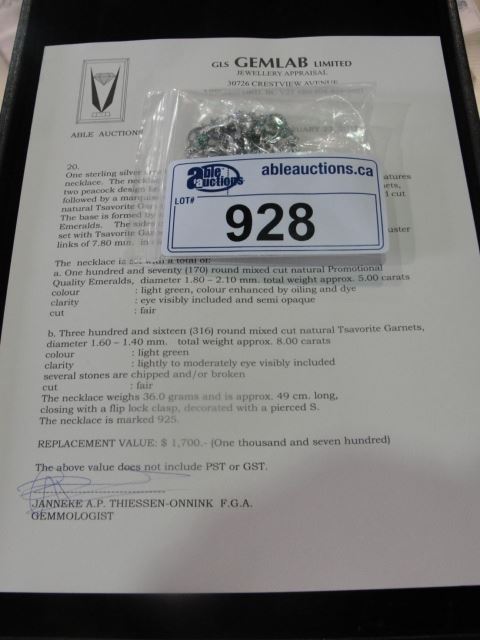 GLS GEMLAB LIMITED
JEWELLERY APPRAISAL
30726 CRESTVIEW AVENUE
ABLE AUCTIONS
20.
One sterling silver
necklace. The neckla
two peacock design
followed by a marquis
natural Tsavorite Gar
The base is formed by
Emeralds. The sides
set with Tsavorite Gar
links of 7.80 mm.
able auctions
ableauctions.ca
LOT#
928
The necklace is set with a total of:
a. One hundred and seventy (170) round mixed cut natural Promotional
Quality Emeralds, diameter 1.80 - 2.10 mm. total weight approx. 5.00 carats
colour : light green, colour enhanced by oiling and dye
clarity : eye visibly included and semi opaque
cut : fair
b. Three hundred and sixteen (316) round mixed cut natural Tsavorite Garnets,
diameter 1.60 - 1.40 mm. total weight approx. 8.00 carats
colour : light green
clarity : lightly to moderately eye visibly included
several stones are chipped and/or broken
cut : fair
The necklace weighs 36.0 grams and is approx. 49 cm. long,
closing with a flip lock clasp, decorated with a pierced S.
The necklace is marked 925.
REPLACEMENT VALUE: $ 1,700.- (One thousand and seven hundred)
The above value does not include PST or GST.
JANNEKE A.P. THIESSEN-ONNINK F.G.A.
GEMMOLOGIST